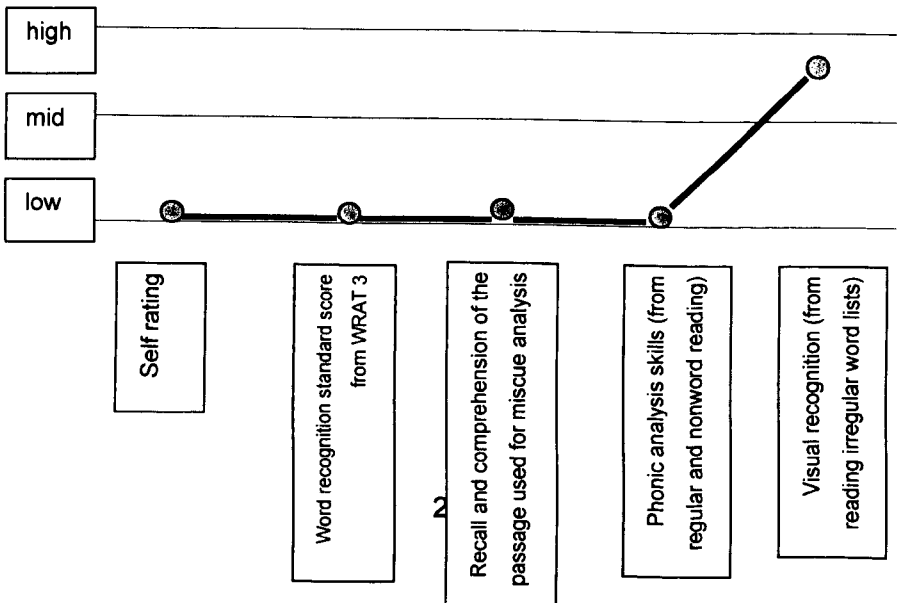 high
mid
low
Self rating
Word recognition standard score
from WRAT 3
Recall and comprehension of the
passage used for miscue analysis
Phonic analysis skills (from
regular and nonword reading)
Visual recognition (from
reading irregular word lists)
2